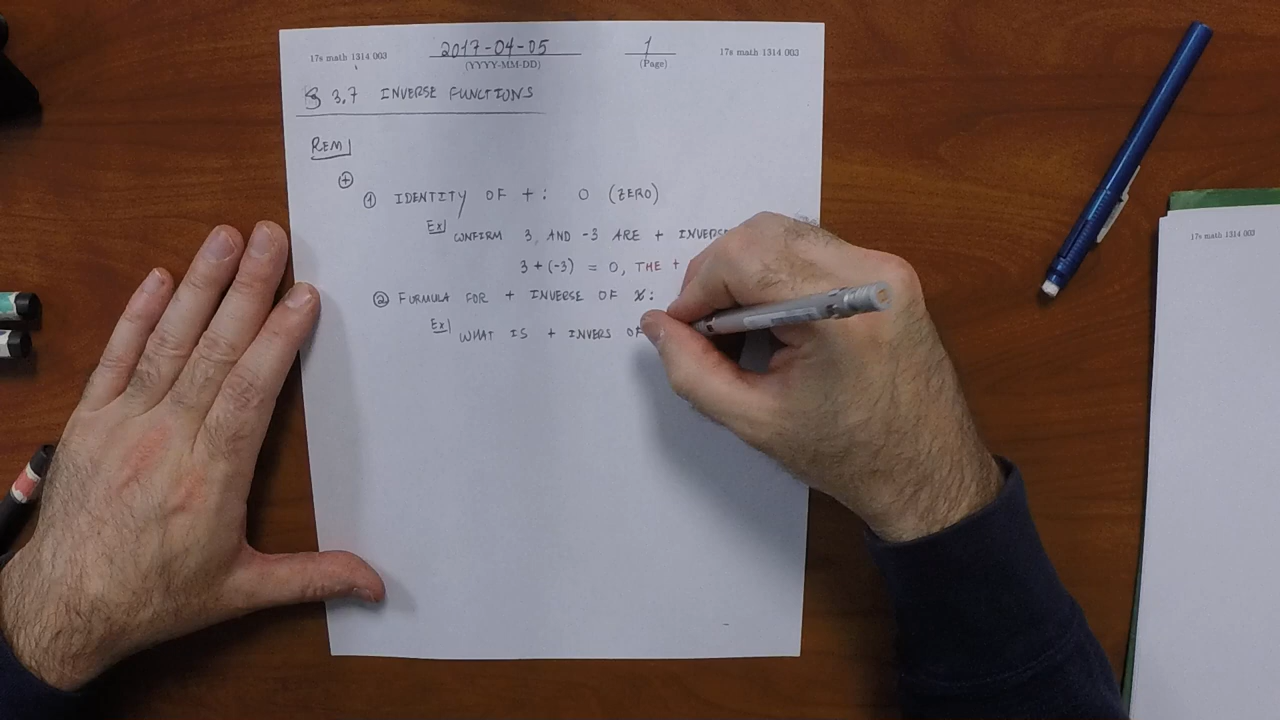 17s math 1314 003 2017-04-05 1 17s math 1314 003
(YYYY-MM-DD) (Page)
§ 3.7 INVERSE FUNCTIONS
REM
+
① IDENTITY OF + : 0 (ZERO)
Ex CONFIRM 3, AND -3 ARE + INVERSE
3 + (-3) = 0, THE +
② FORMULA FOR + INVERSE OF x:
Ex WHAT IS + INVERS OF
17s math 1314 003